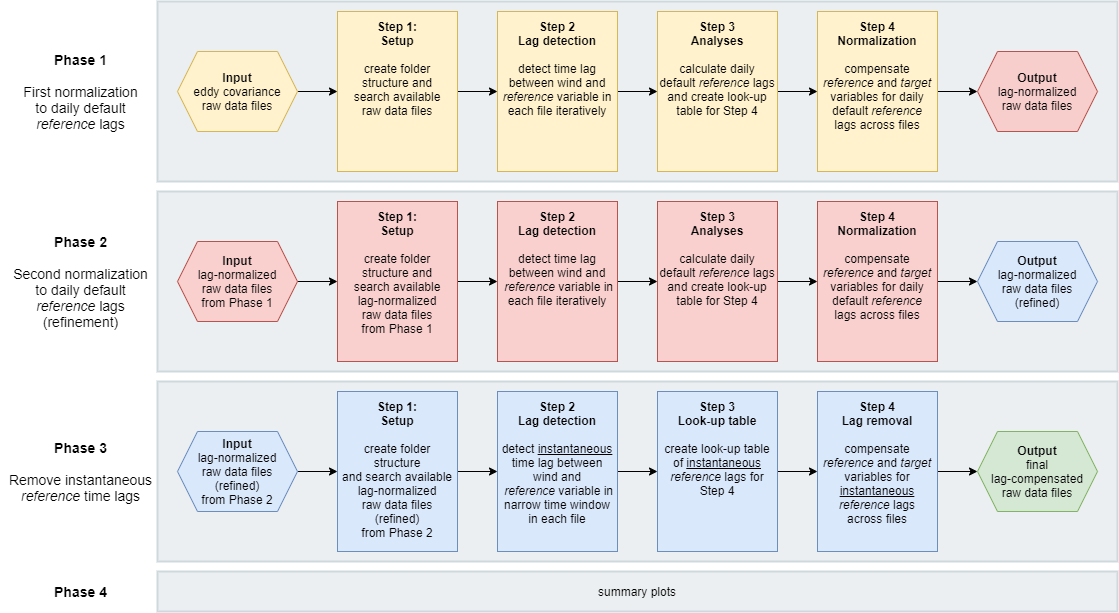 Phase 1
First normalization
to daily default
reference lags
Input
eddy covariance
raw data files
Step 1:
Setup
create folder
structure and
search available
raw data files
Step 2
Lag detection
detect time lag
between wind and
reference variable in
each file iteratively
Step 3
Analyses
calculate daily
default reference lags
and create look-up
table for Step 4
Step 4
Normalization
compensate
reference and target
variables for daily
default reference
lags across files
Output
lag-normalized
raw data files
Phase 2
Second normalization
to daily default
reference lags
(refinement)
Input
lag-normalized
raw data files
from Phase 1
Step 1:
Setup
create folder
structure and
search available
lag-normalized
raw data files
from Phase 1
Step 2
Lag detection
detect time lag
between wind and
reference variable in
each file iteratively
Step 3
Analyses
calculate daily
default reference lags
and create look-up
table for Step 4
Step 4
Normalization
compensate
reference and target
variables for daily
default reference
lags across files
Output
lag-normalized
raw data files
(refined)
Phase 3
Remove instantaneous
reference time lags
Input
lag-normalized
raw data files
(refined)
from Phase 2
Step 1:
Setup
create folder
structure
and search available
lag-normalized
raw data files
(refined)
from Phase 2
Step 2
Lag detection
detect instantaneous
time lag between
wind and
reference variable in
narrow time window
in each file
Step 3
Look-up table
create look-up table
of instantaneous
reference lags for
Step 4
Step 4
Lag removal
compensate
reference and target
variables for
instantaneous
reference lags
across files
Output
final
lag-compensated
raw data files
Phase 4
summary plots